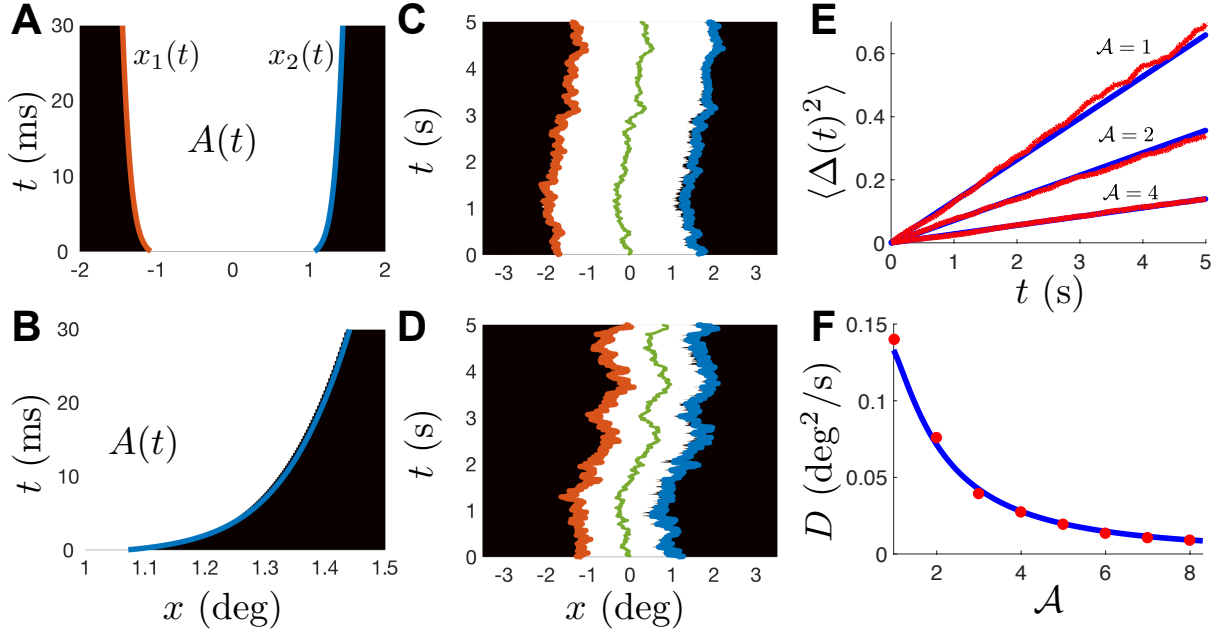 A
30
20
10
0
t (ms)
x₁(t)
x₂(t)
A(t)
-2 -1 0 1 2
B
30
20
10
0
t (ms)
A(t)
1 1.1 1.2 1.3 1.4 1.5
x (deg)
C
5
4
3
2
1
0
t (s)
-3 -2 -1 0 1 2 3
D
5
4
3
2
1
0
t (s)
-3 -2 -1 0 1 2 3
x (deg)
E
0.6
0.4
0.2
0
⟨Δ(t)²⟩
𝒜 = 1
𝒜 = 2
𝒜 = 4
0 1 2 3 4 5
t (s)
F
0.15
0.1
0.05
0
D (deg²/s)
2 4 6 8
𝒜